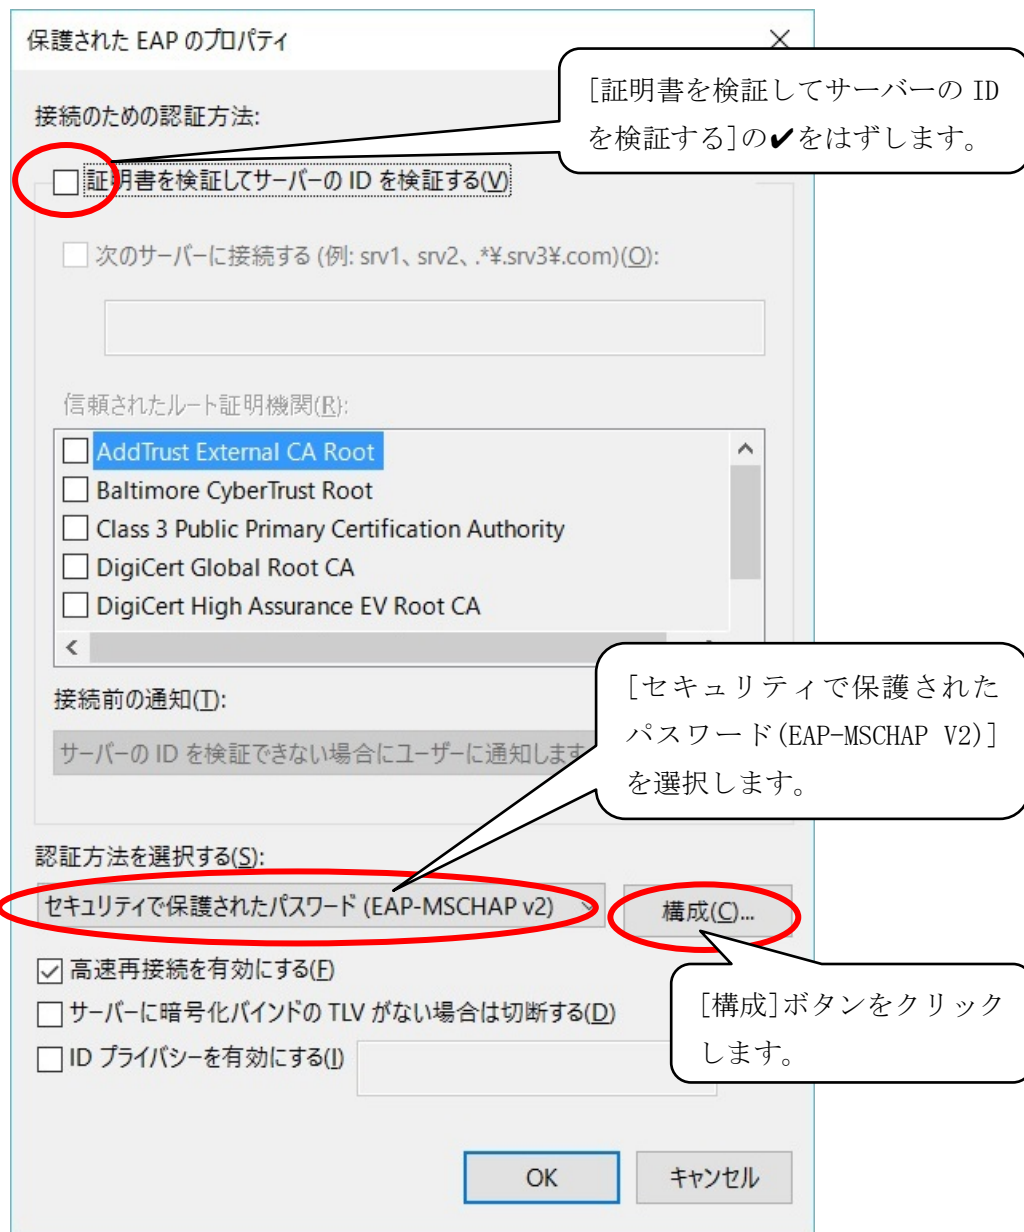 保護された EAP のプロパティ
[証明書を検証してサーバーの ID
を検証する]の✔をはずします。
接続のための認証方法:
証明書を検証してサーバーの ID を検証する(V)
次のサーバーに接続する (例: srv1、srv2、.*¥.srv3¥.com)(O):
信頼されたルート証明機関(R):
AddTrust External CA Root
Baltimore CyberTrust Root
Class 3 Public Primary Certification Authority
DigiCert Global Root CA
DigiCert High Assurance EV Root CA
[セキュリティで保護された
パスワード(EAP-MSCHAP V2)]
を選択します。
接続前の通知(T):
サーバーの ID を検証できない場合にユーザーに通知します
認証方法を選択する(S):
セキュリティで保護されたパスワード (EAP-MSCHAP v2)
構成(C)...
高速再接続を有効にする(F)
サーバーに暗号化バインドの TLV がない場合は切断する(D)
ID プライバシーを有効にする(I)
[構成]ボタンをクリック
します。
OK
キャンセル